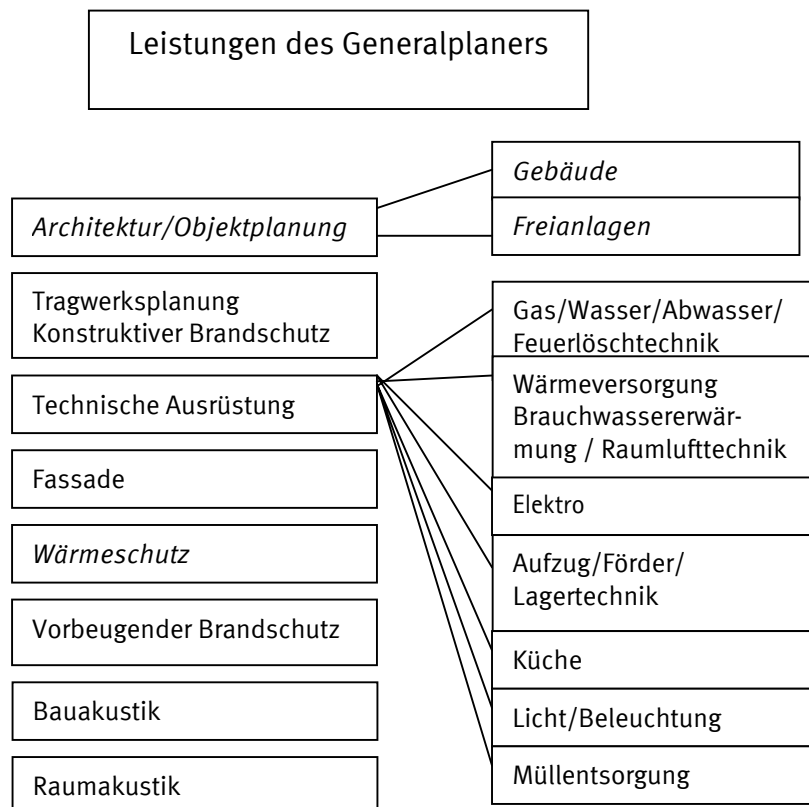 Leistungen des Generalplaners
Architektur/Objektplanung
Tragwerksplanung
Konstruktiver Brandschutz
Technische Ausrüstung
Fassade
Wärmeschutz
Vorbeugender Brandschutz
Bauakustik
Raumakustik
Gebäude
Freianlagen
Gas/Wasser/Abwasser/
Feuerlöschtechnik
Wärmeversorgung
Brauchwassererwär-
mung / Raumlufttechnik
Elektro
Aufzug/Förder/
Lagertechnik
Küche
Licht/Beleuchtung
Müllentsorgung